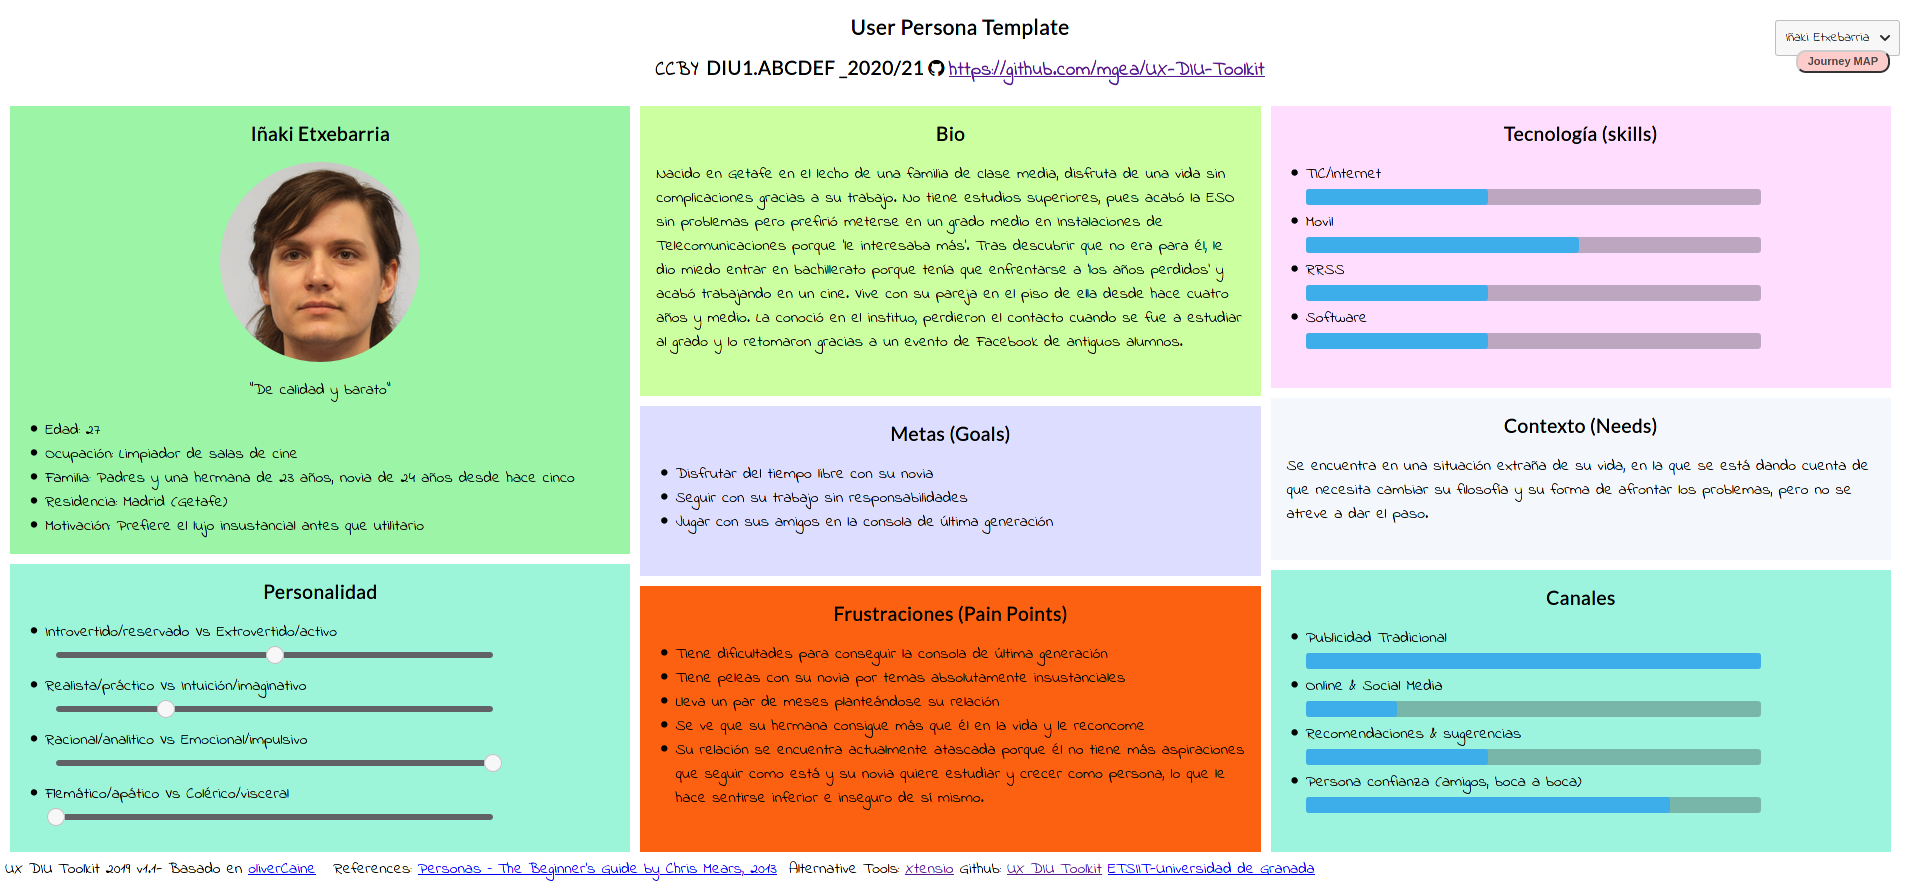 User Persona Template
CCBY DIU1.ABCDEF _2020/21 https://github.com/mgea/UX-DIU-Toolkit
Iñaki Etxebarria
Journey MAP
Iñaki Etxebarria
"De calidad y barato"
Edad: 27
Ocupación: Limpiador de salas de cine
Familia: Padres y una hermana de 23 años, novia de 24 años desde hace cinco
Residencia: Madrid (Getafe)
Motivación: Prefiere el lujo insustancial antes que utilitario
Personalidad
Introvertido/reservado Vs Extrovertido/activo
Realista/práctico Vs Intuición/imaginativo
Racional/analítico Vs Emocional/impulsivo
Flemático/apático Vs Colérico/visceral
Bio
Nacido en Getafe en el lecho de una familia de clase media, disfruta de una vida sin
complicaciones gracias a su trabajo. No tiene estudios superiores, pues acabó la ESO
sin problemas pero prefirió meterse en un grado medio en Instalaciones de
Telecomunicaciones porque 'le interesaba más'. Tras descubrir que no era para él, le
dio miedo entrar en bachillerato porque tenía que enfrentarse a 'los años perdidos' y
acabó trabajando en un cine. Vive con su pareja en el piso de ella desde hace cuatro
años y medio. La conoció en el instituo, perdieron el contacto cuando se fue a estudiar
al grado y lo retomaron gracias a un evento de Facebook de antiguos alumnos.
Metas (Goals)
Disfrutar del tiempo libre con su novia
Seguir con su trabajo sin responsabilidades
Jugar con sus amigos en la consola de última generación
Frustraciones (Pain Points)
Tiene dificultades para conseguir la consola de última generación
Tiene peleas con su novia por temas absolutamente insustanciales
Lleva un par de meses planteándose su relación
Se ve que su hermana consigue más que él en la vida y le reconcome
Su relación se encuentra actualmente atascada porque él no tiene más aspiraciones
que seguir como está y su novia quiere estudiar y crecer como persona, lo que le
hace sentirse inferior e inseguro de sí mismo.
Tecnología (skills)
TIC/Internet
Movil
RRSS
Software
Contexto (Needs)
Se encuentra en una situación extraña de su vida, en la que se está dando cuenta de
que necesita cambiar su filosofía y su forma de afrontar los problemas, pero no se
atreve a dar el paso.
Canales
Publicidad Tradicional
Online & Social Media
Recomendaciones & sugerencias
Persona confianza (amigos, boca a boca)
UX DIU Toolkit 2019 v1.1- Basado en oliverCaine References: Personas - The Beginner's Guide by Chris Mears, 2013 Alternative Tools: Xtensio Github: UX DIU Toolkit ETSIIT-Universidad de Granada